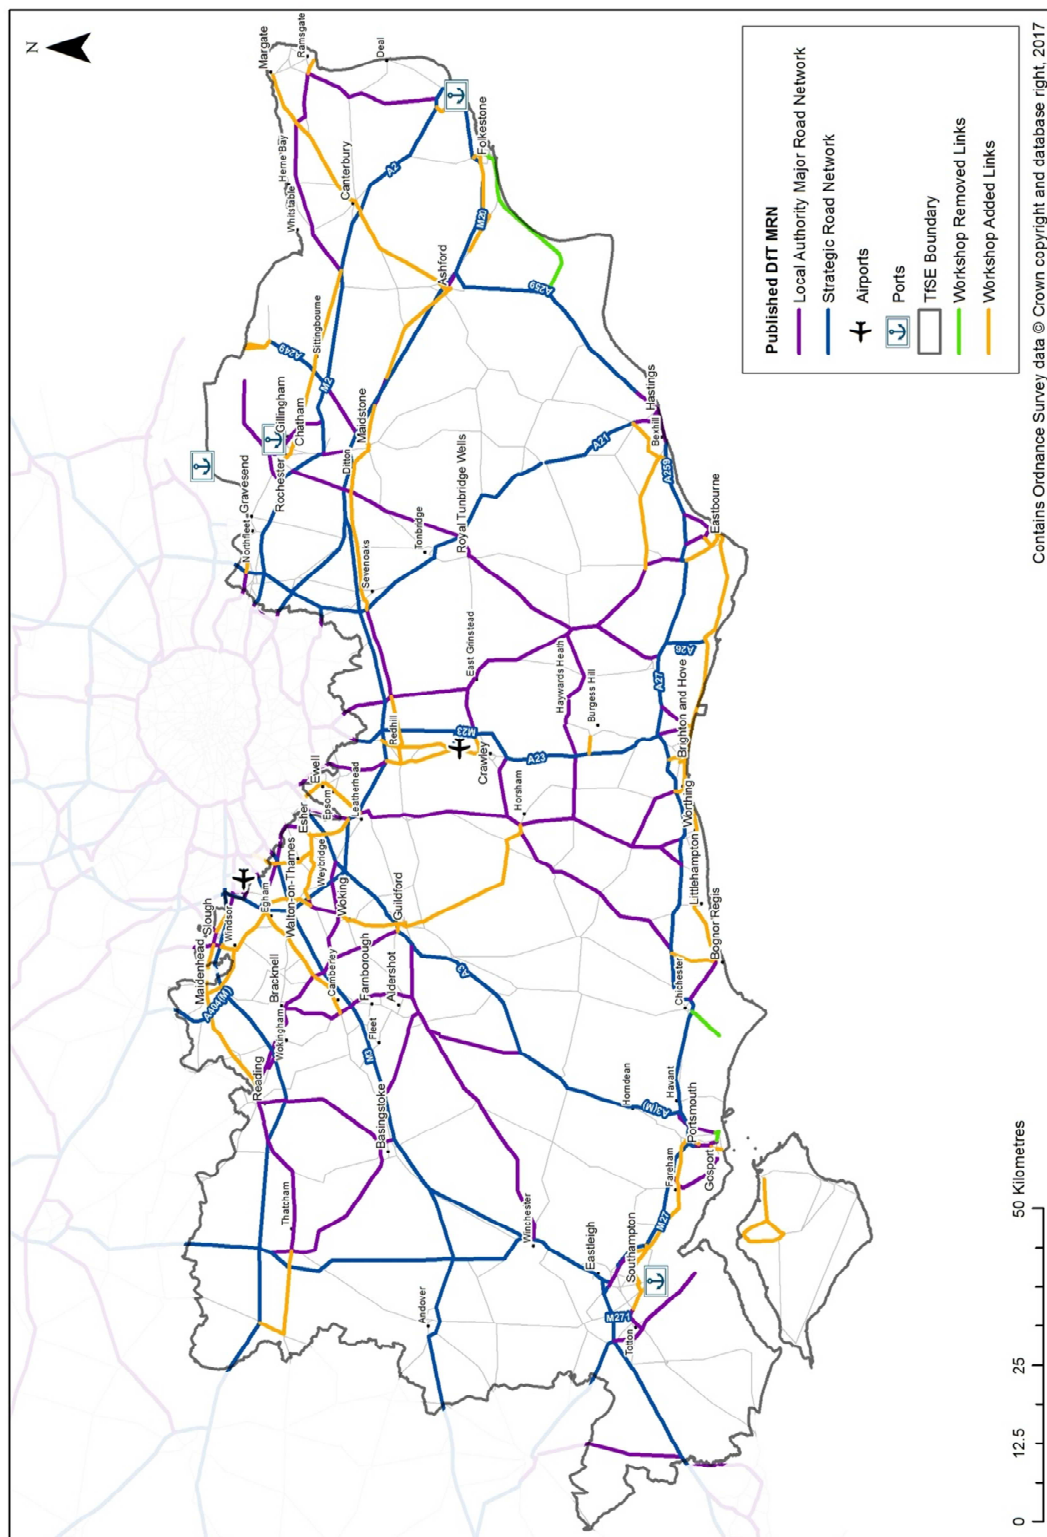 N
Margate
Ramsgate
Deal
Herne Bay
Whitstable
Canterbury
A2
Folkestone
M20
Ashford
A259
Sittingbourne
A249
M2
Gillingham
Chatham
Rochester
Gravesend
Northfleet
Maidstone
Ditton
Hastings
Bexhill
A21
A259
Royal Tunbridge Wells
Tonbridge
Sevenoaks
Eastbourne
East Grinstead
Haywards Heath
Burgess Hill
A26
A27
Brighton and Hove
Redhill
M23
Crawley
A23
Horsham
Worthing
Littlehampton
Bognor Regis
Chichester
Ewell
Epsom
Leatherhead
Esher
Walton-on-Thames
Weybridge
Woking
Guildford
Egham
Slough
Windsor
Maidenhead
A404(M)
Bracknell
Wokingham
Camberley
Farnborough
Aldershot
Fleet
M3
A3
Reading
Basingstoke
Thatcham
Horndean
Havant
A3(M)
Portsmouth
Gosport
Fareham
M27
Winchester
Eastleigh
Southampton
M271
Totton
Andover
Published DfT MRN
Local Authority Major Road Network
Strategic Road Network
Airports
Ports
TfSE Boundary
Workshop Removed Links
Workshop Added Links
0 12.5 25 50 Kilometres
Contains Ordnance Survey data © Crown copyright and database right, 2017